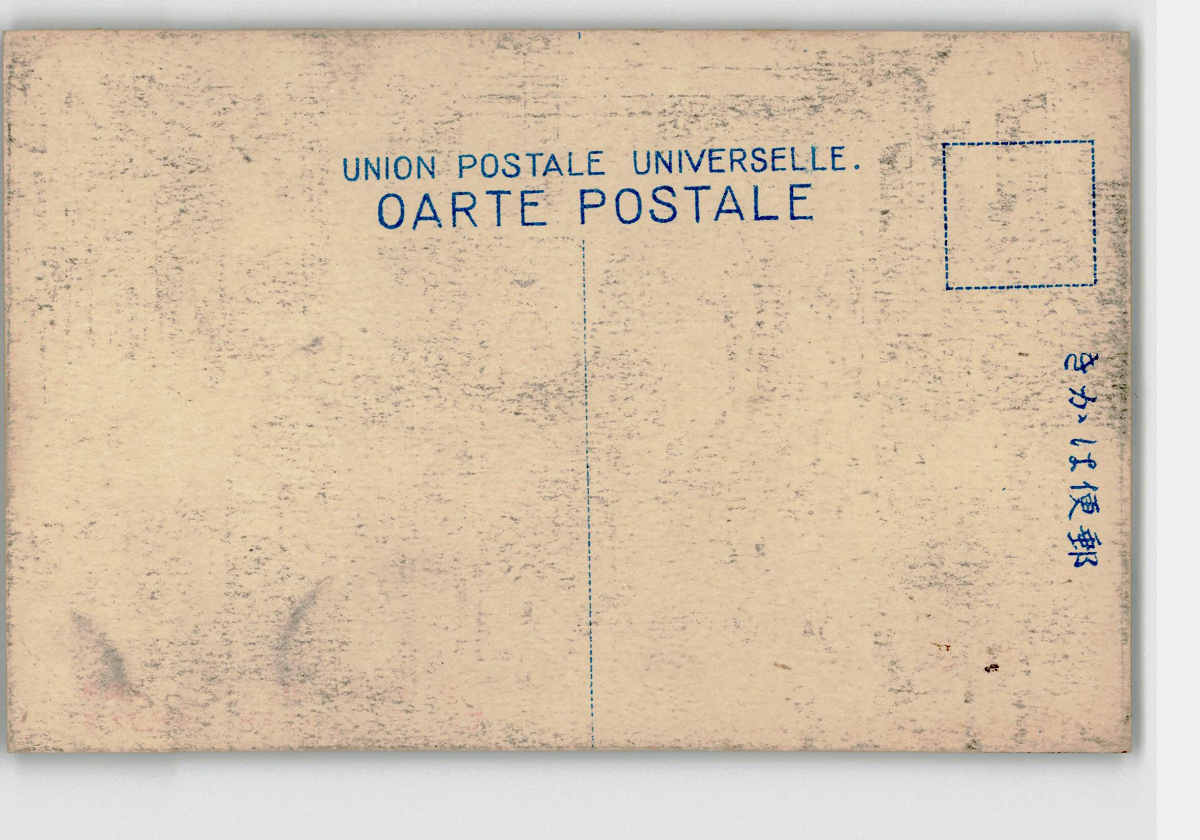 UNION POSTALE UNIVERSELLE.
OARTE POSTALE
きかは便郵